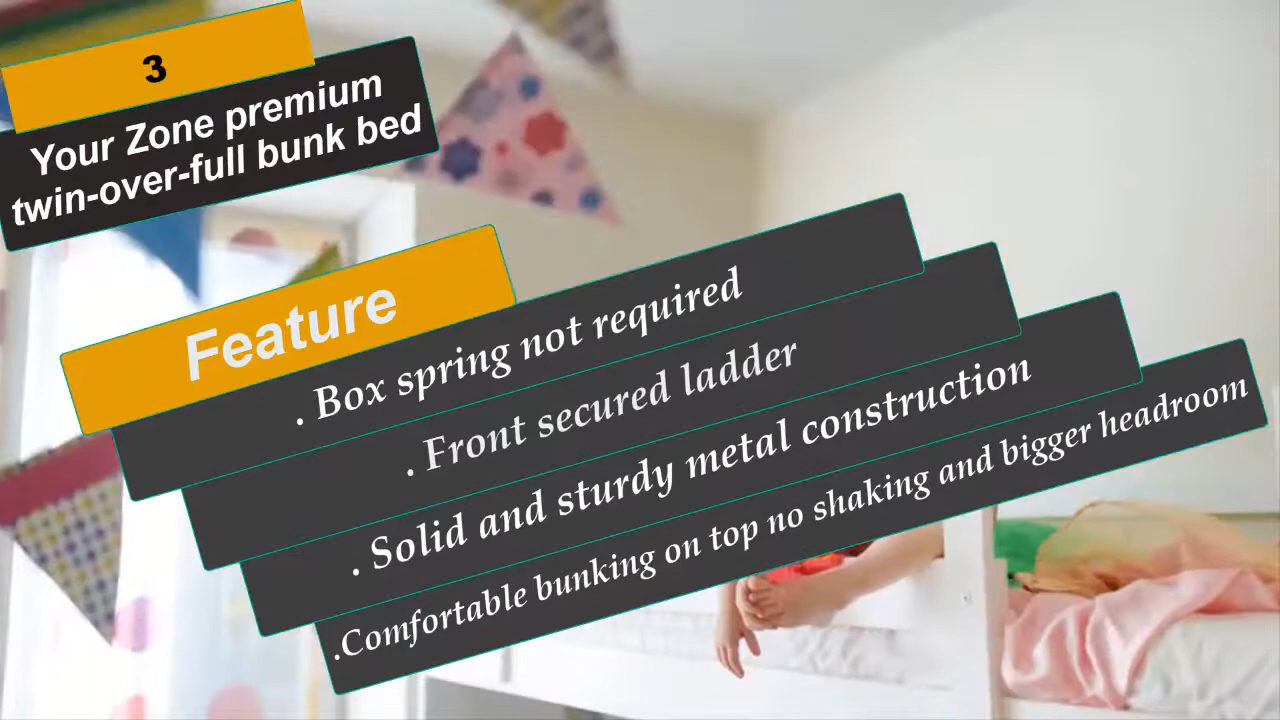 3
Your Zone premium
twin-over-full bunk bed
Feature
. Box spring not required
. Front secured ladder
. Solid and sturdy metal construction
.Comfortable bunking on top no shaking and bigger headroom